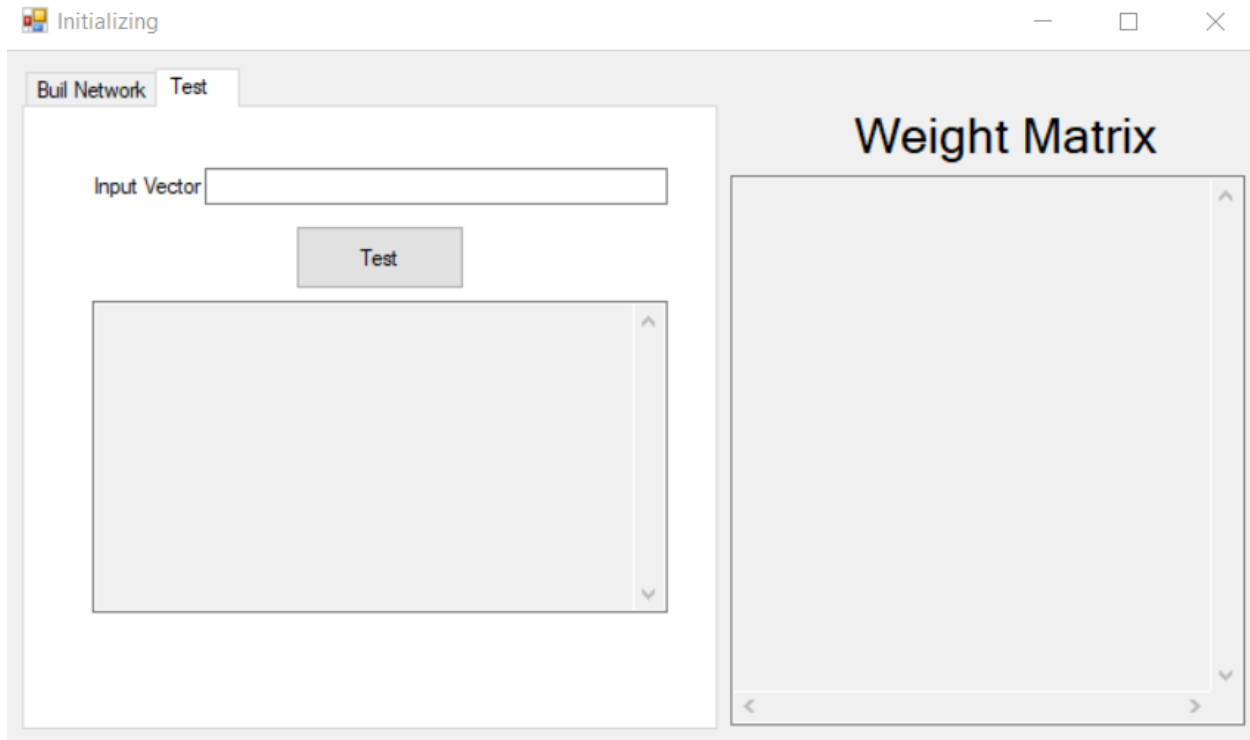 Initializing
Buil Network
Test
Weight Matrix
Input Vector
Test